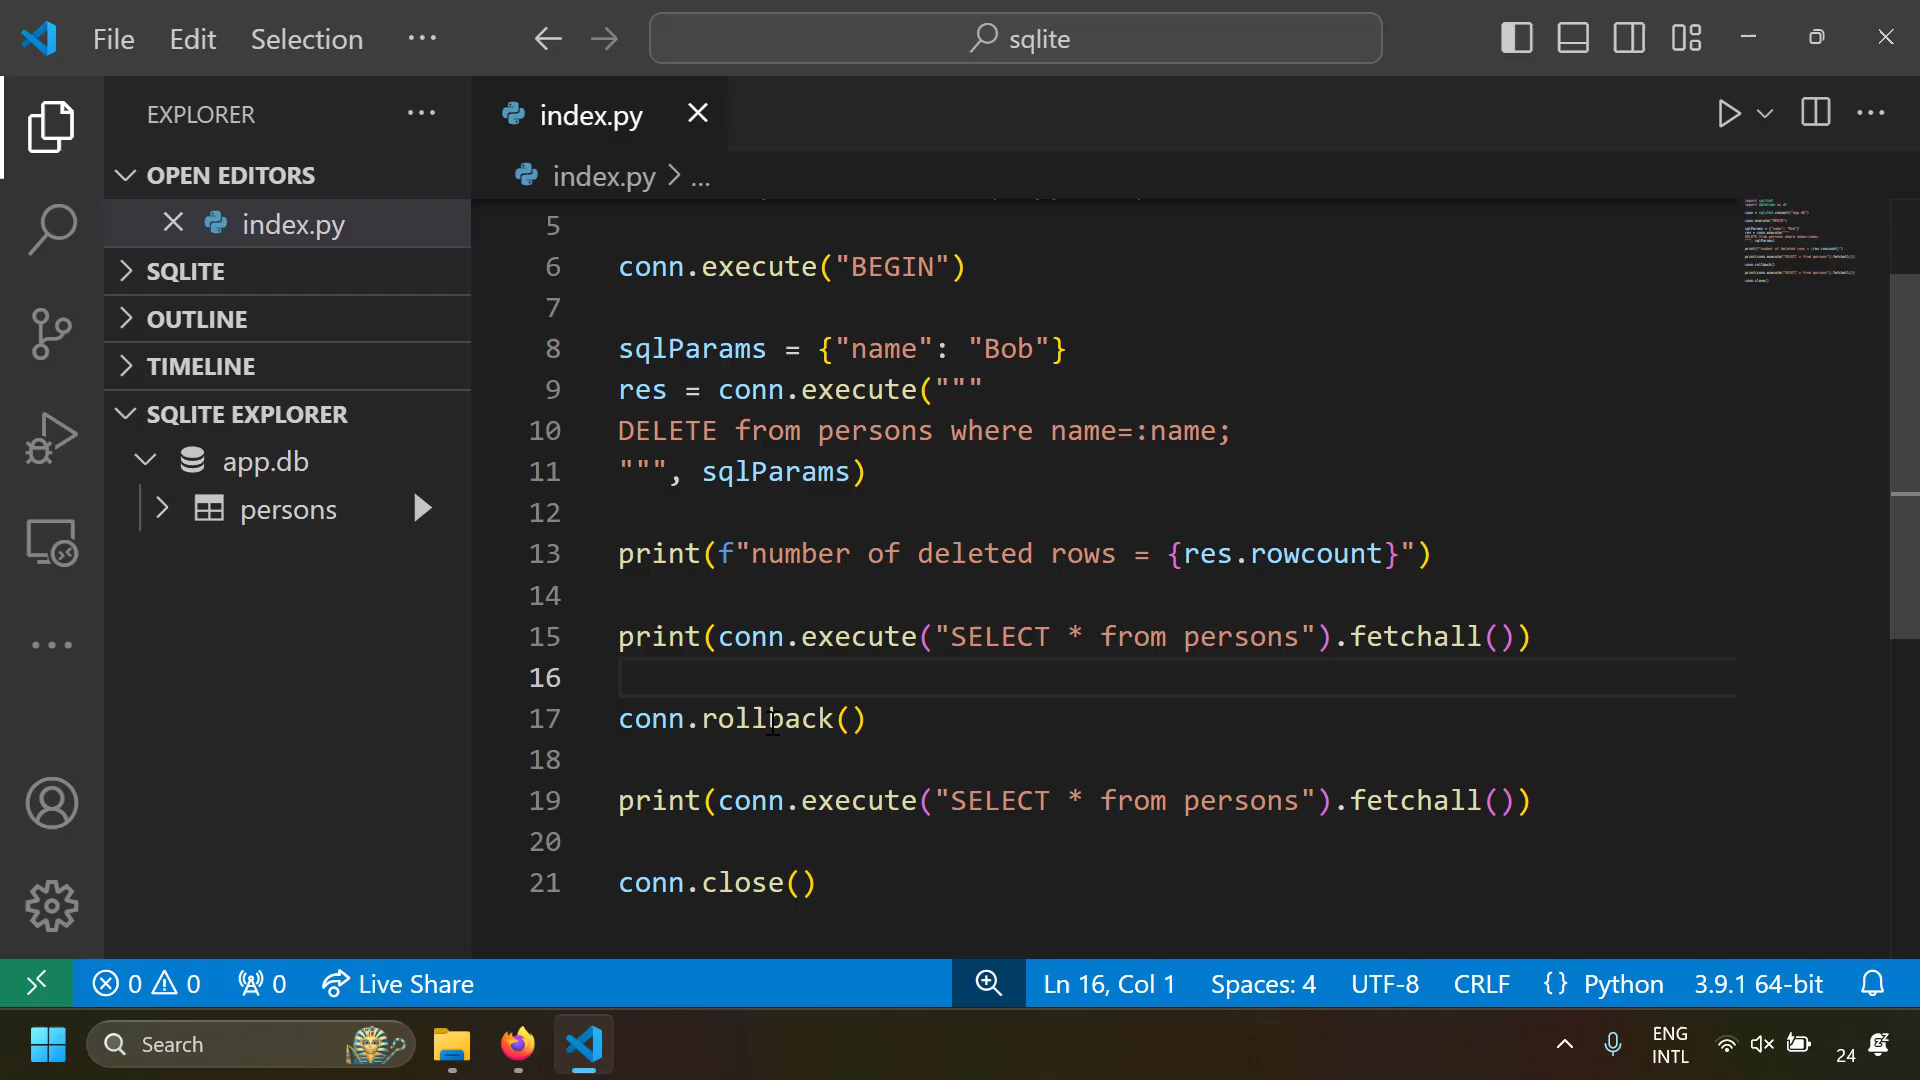 File Edit Selection ··· sqlite
EXPLORER ···
OPEN EDITORS
index.py
SQLITE
OUTLINE
TIMELINE
SQLITE EXPLORER
app.db
persons
index.py
index.py > ...
5
6 conn.execute("BEGIN")
7
8 sqlParams = {"name": "Bob"}
9 res = conn.execute("""
10 DELETE from persons where name=:name;
11 """, sqlParams)
12
13 print(f"number of deleted rows = {res.rowcount}")
14
15 print(conn.execute("SELECT * from persons").fetchall())
16
17 conn.rollback()
18
19 print(conn.execute("SELECT * from persons").fetchall())
20
21 conn.close()
0 0 0 Live Share Ln 16, Col 1 Spaces: 4 UTF-8 CRLF {} Python 3.9.1 64-bit
Search
ENG
INTL
24